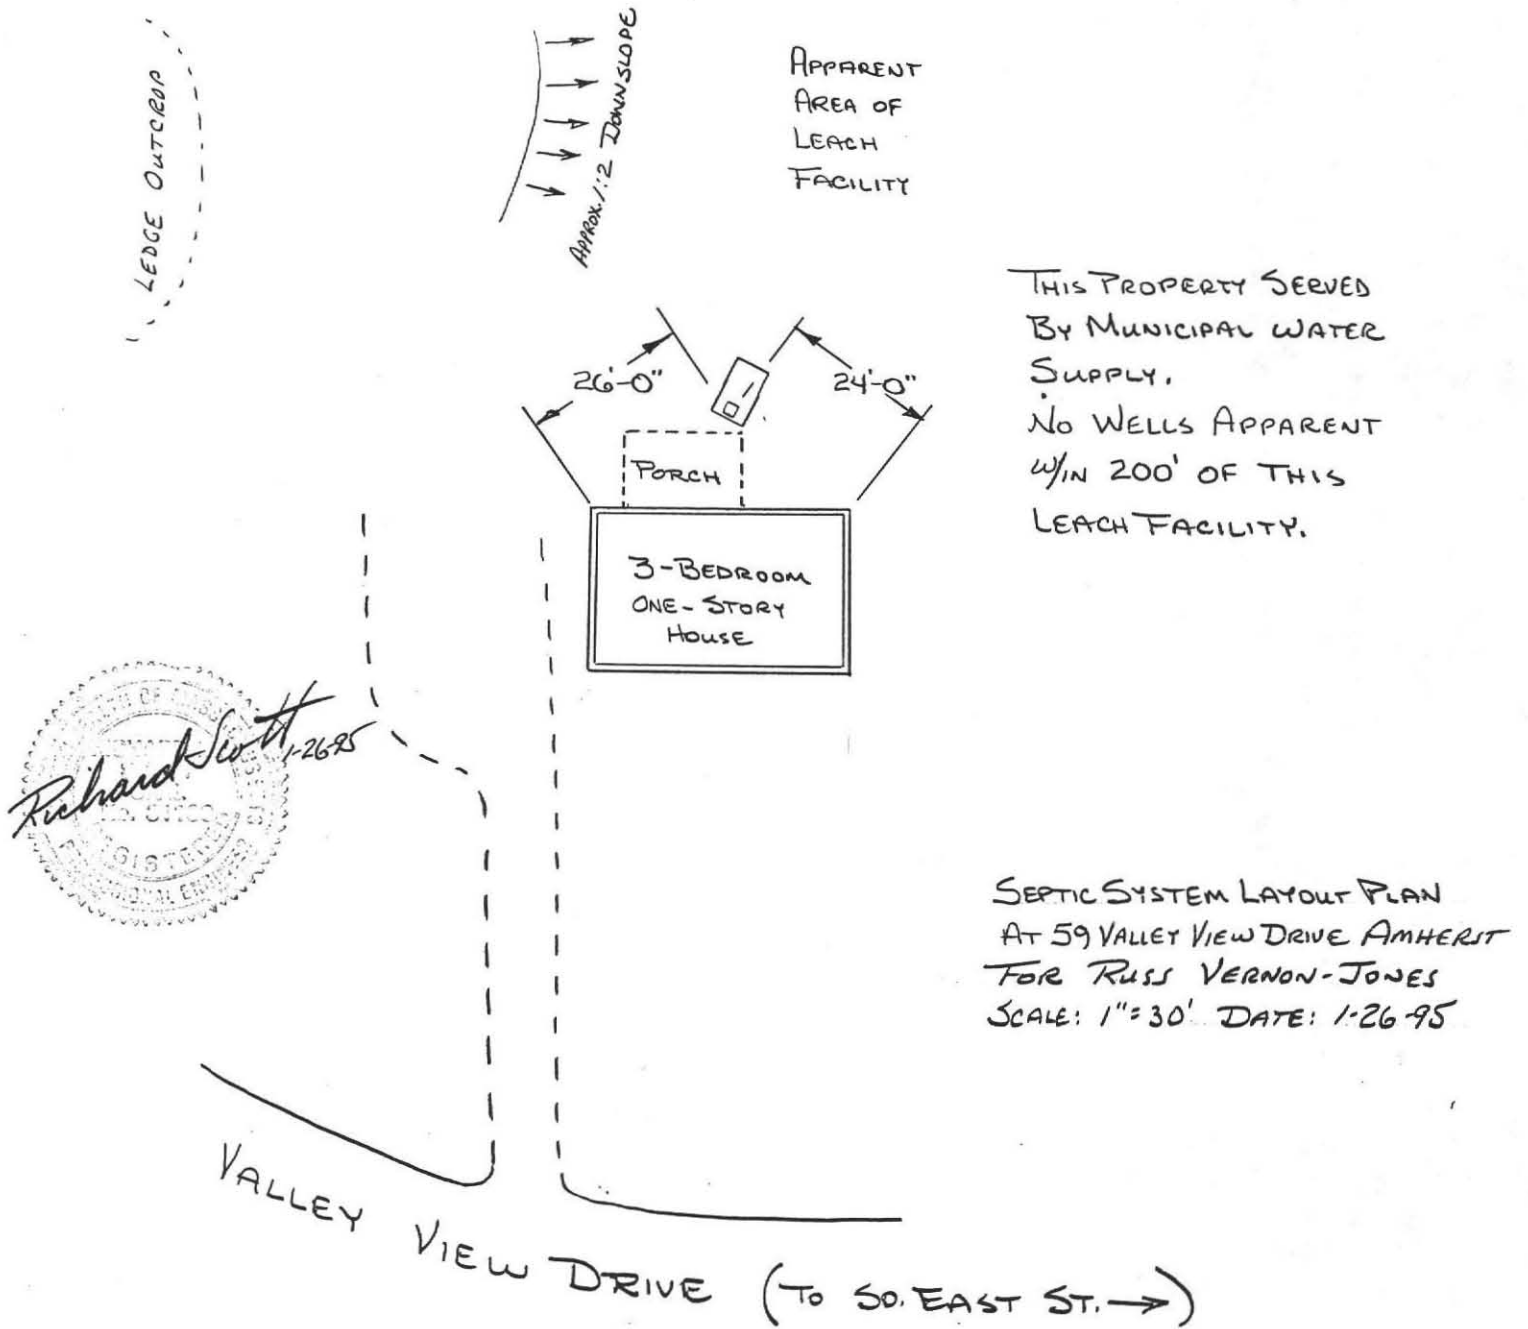 LEDGE OUTCROP
APPROX. 1:2 DOWNSLOPE
APPARENT
AREA OF
LEACH
FACILITY
THIS PROPERTY SERVED
BY MUNICIPAL WATER
SUPPLY.
NO WELLS APPARENT
W/IN 200' OF THIS
LEACH FACILITY.
26'-0"
24'-0"
PORCH
3-BEDROOM
ONE-STORY
HOUSE
Richard Scott
1-26-95
REGISTERED
PROFESSIONAL ENGINEER
SEPTIC SYSTEM LAYOUT PLAN
AT 59 VALLEY VIEW DRIVE AMHERST
FOR RUSS VERNON-JONES
SCALE: 1"=30' DATE: 1-26-95
VALLEY VIEW DRIVE (TO SO. EAST ST.→)